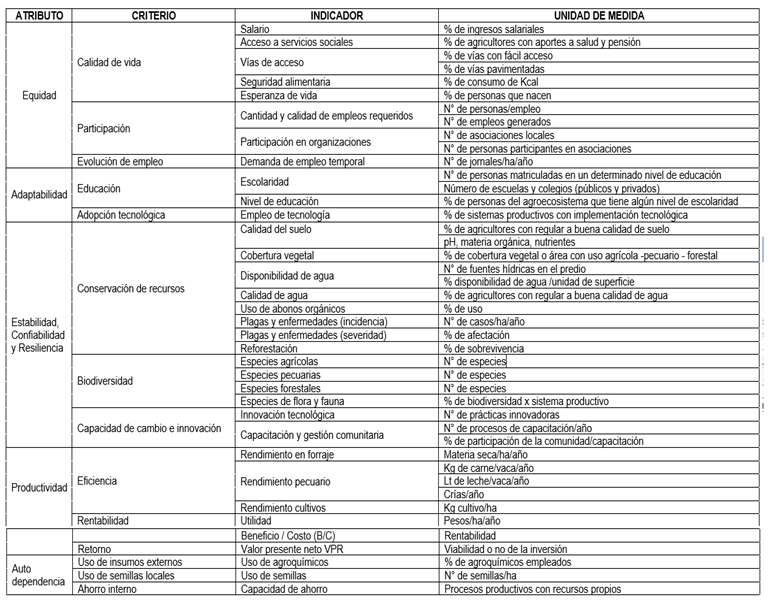 ATRIBUTO CRITERIO INDICADOR UNIDAD DE MEDIDA
Equidad Calidad de vida Salario % de ingresos salariales
Acceso a servicios sociales % de agricultores con aportes a salud y pensión
Vías de acceso % de vías con fácil acceso
% de vías pavimentadas
Seguridad alimentaria % de consumo de Kcal
Esperanza de vida % de personas que nacen
Participación Cantidad y calidad de empleos requeridos N° de personas/empleo
N° de empleos generados
Participación en organizaciones N° de asociaciones locales
N° de personas participantes en asociaciones
Evolución de empleo Demanda de empleo temporal N° de jornales/ha/año
Adaptabilidad Educación Escolaridad N° de personas matriculadas en un determinado nivel de educación
Número de escuelas y colegios (públicos y privados)
Nivel de educación % de personas del agroecosistema que tiene algún nivel de escolaridad
Adopción tecnológica Empleo de tecnología % de sistemas productivos con implementación tecnológica
Estabilidad, Confiabilidad y Resiliencia Conservación de recursos Calidad del suelo % de agricultores con regular a buena calidad de suelo
pH, materia orgánica, nutrientes
Cobertura vegetal % de cobertura vegetal o área con uso agrícola -pecuario - forestal
Disponibilidad de agua N° de fuentes hídricas en el predio
% disponibilidad de agua /unidad de superficie
Calidad de agua % de agricultores con regular a buena calidad de agua
Uso de abonos orgánicos % de uso
Plagas y enfermedades (incidencia) N° de casos/ha/año
Plagas y enfermedades (severidad) % de afectación
Reforestación % de sobrevivencia
Biodiversidad Especies agrícolas N° de especies
Especies pecuarias N° de especies
Especies forestales N° de especies
Especies de flora y fauna % de biodiversidad x sistema productivo
Capacidad de cambio e innovación Innovación tecnológica N° de prácticas innovadoras
Capacitación y gestión comunitaria N° de procesos de capacitación/año
% de participación de la comunidad/capacitación
Productividad Eficiencia Rendimiento en forraje Materia seca/ha/año
Rendimiento pecuario Kg de carne/vaca/año
Lt de leche/vaca/año
Crías/año
Rendimiento cultivos Kg cultivo/ha
Rentabilidad Utilidad Pesos/ha/año
Beneficio / Costo (B/C) Rentabilidad
Retorno Valor presente neto VPR Viabilidad o no de la inversión
Auto dependencia Uso de insumos externos Uso de agroquímicos % de agroquímicos empleados
Uso de semillas locales Uso de semillas N° de semillas/ha
Ahorro interno Capacidad de ahorro Procesos productivos con recursos propios